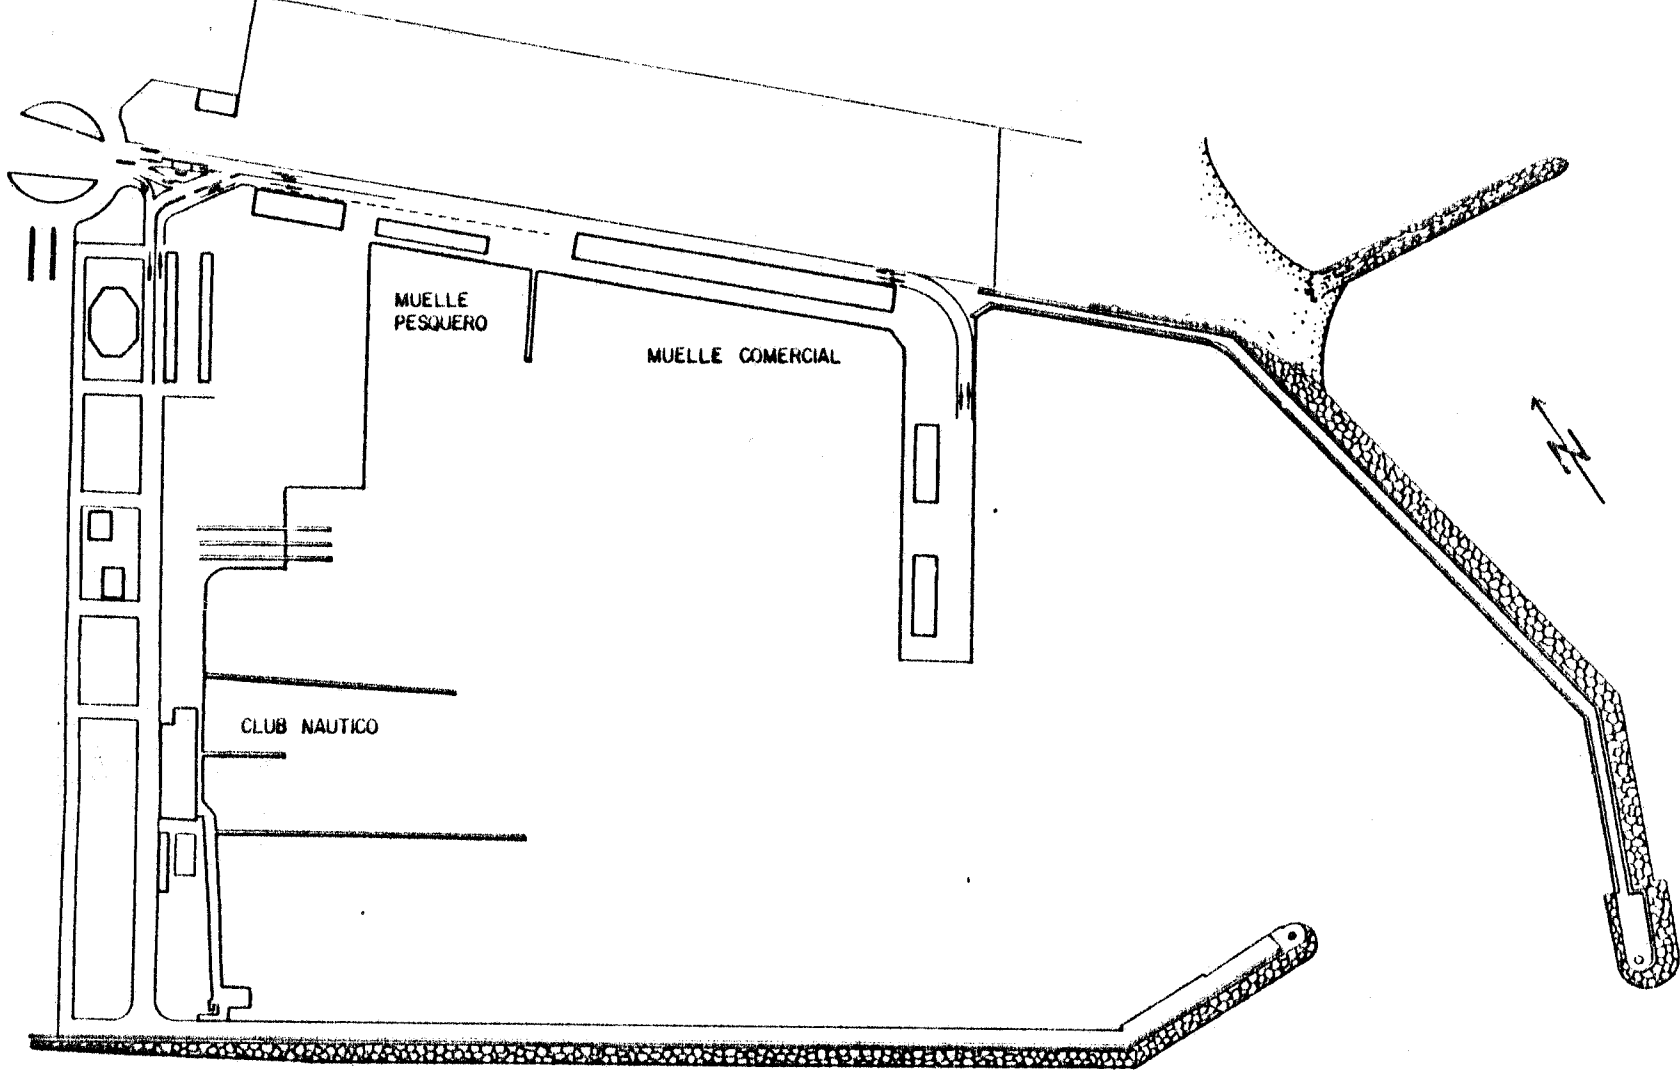 MUELLE
PESQUERO
MUELLE COMERCIAL
CLUB NAUTICO
N